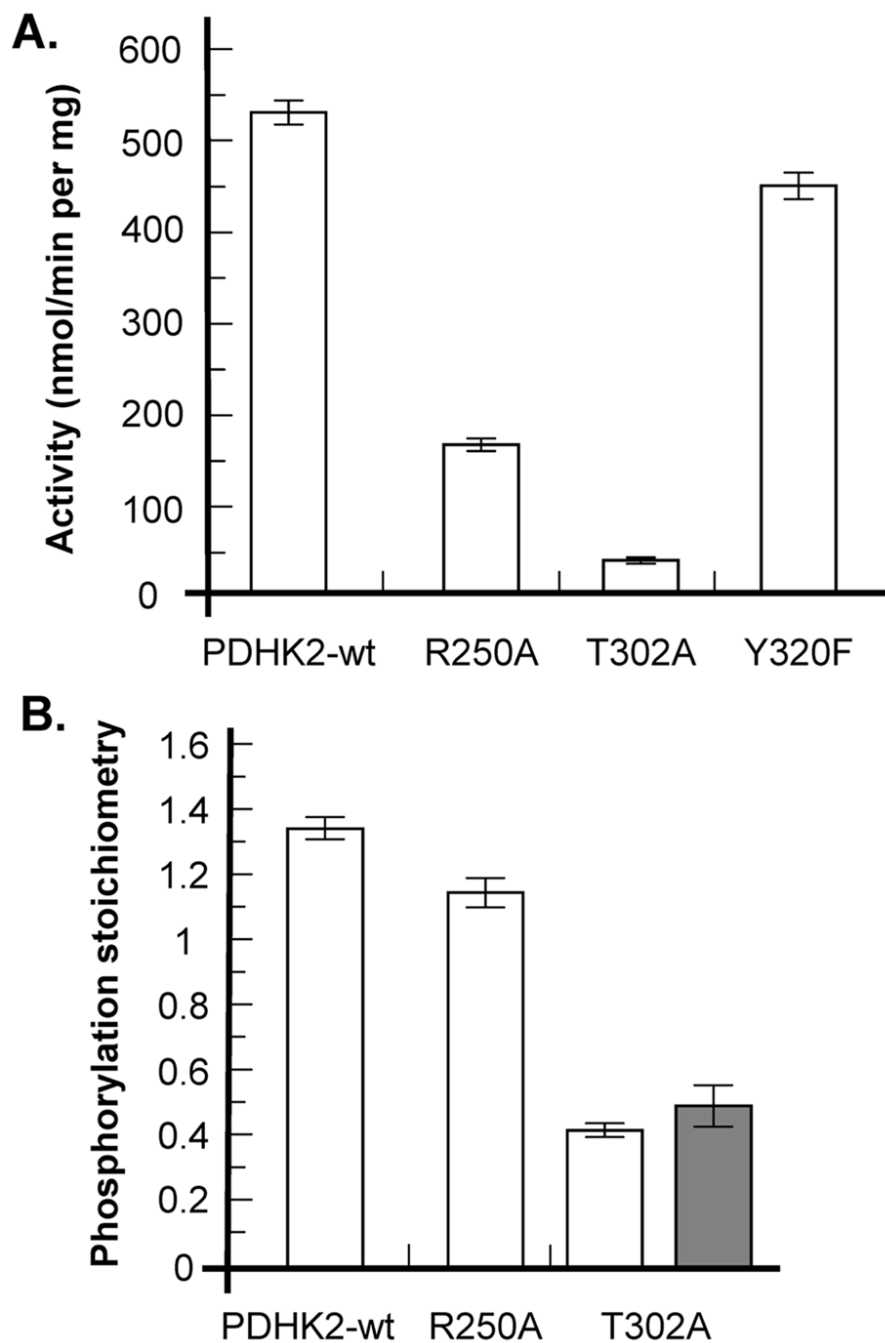 A.
Activity (nmol/min per mg)
600
500
400
300
200
100
0
PDHK2-wt R250A T302A Y320F
B.
Phosphorylation stoichiometry
1.6
1.4
1.2
1
0.8
0.6
0.4
0.2
0
PDHK2-wt R250A T302A